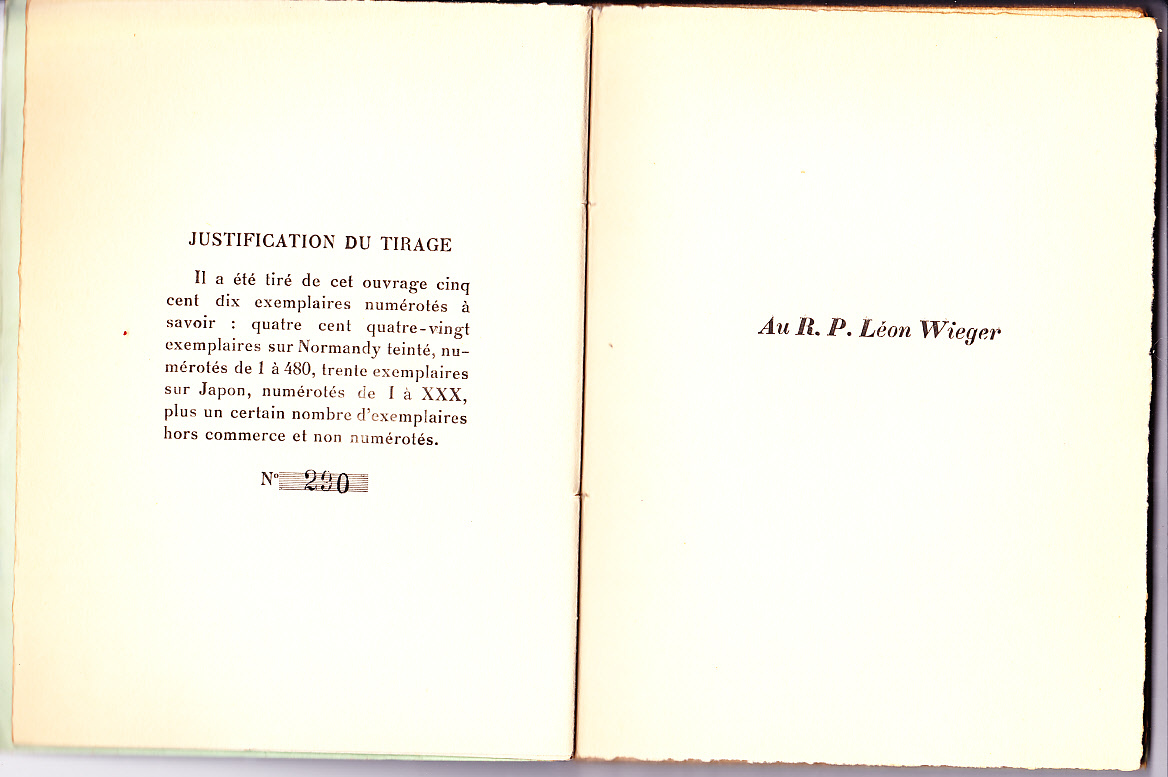 JUSTIFICATION DU TIRAGE
Il a été tiré de cet ouvrage cinq
cent dix exemplaires numérotés à
savoir : quatre cent quatre-vingt
exemplaires sur Normandy teinté, nu-
mérotés de 1 à 480, trente exemplaires
sur Japon, numérotés de I à XXX,
plus un certain nombre d'exemplaires
hors commerce et non numérotés.
N° 290
Au R. P. Léon Wieger